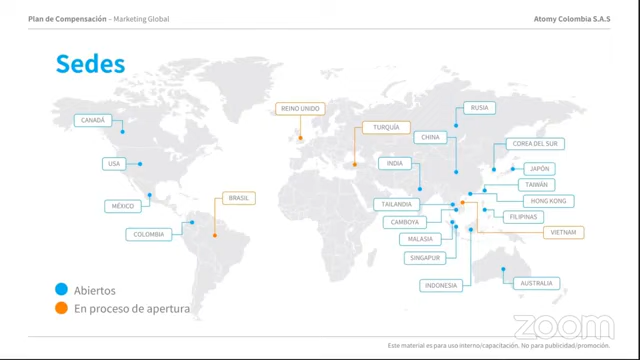 Plan de Compensación - Marketing Global
Atomy Colombia S.A.S
Sedes
REINO UNIDO
RUSIA
CANADÁ
TURQUÍA
CHINA
COREA DEL SUR
USA
INDIA
JAPÓN
TAIWÁN
BRASIL
MÉXICO
TAILANDIA
HONG KONG
CAMBOYA
FILIPINAS
COLOMBIA
VIETNAM
MALASIA
SINGAPUR
INDONESIA
AUSTRALIA
Abiertos
En proceso de apertura
zoom
Este material es para uso interno/capacitación. No para publicidad/promoción.